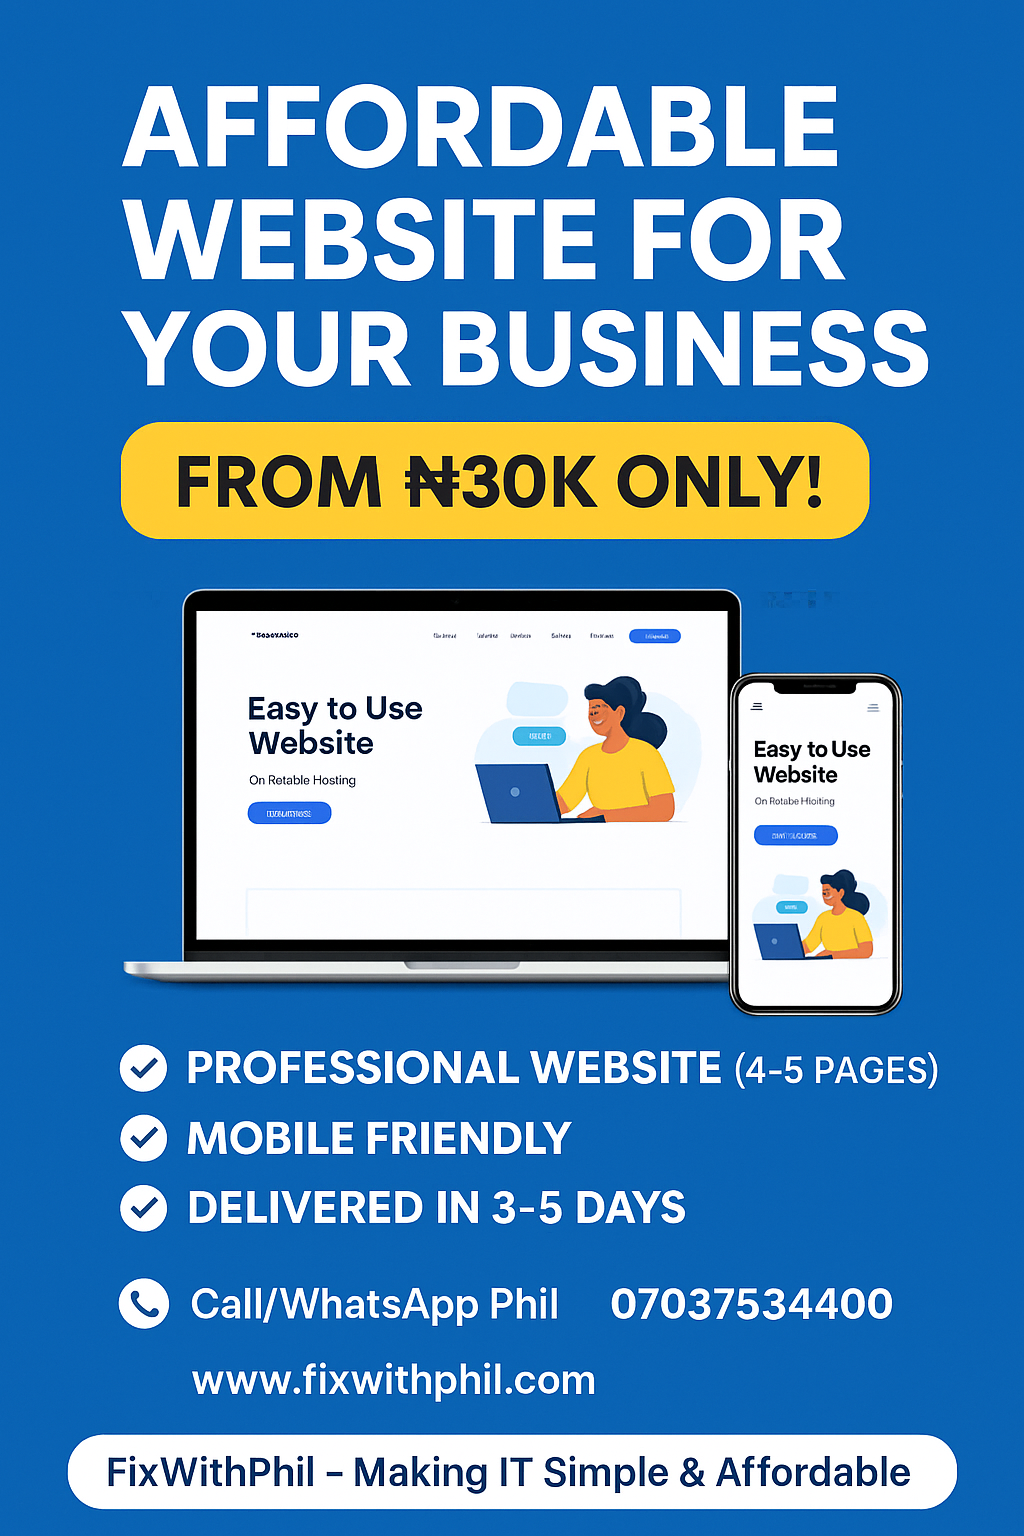 AFFORDABLE
WEBSITE FOR
YOUR BUSINESS
FROM ₦30K ONLY!
Easy to Use
Website
On Retable Hosting
Easy to Use
Website
On Rotabe Hloiting
PROFESSIONAL WEBSITE (4-5 PAGES)
MOBILE FRIENDLY
DELIVERED IN 3-5 DAYS
Call/WhatsApp Phil 07037534400
www.fixwithphil.com
FixWithPhil – Making IT Simple & Affordable